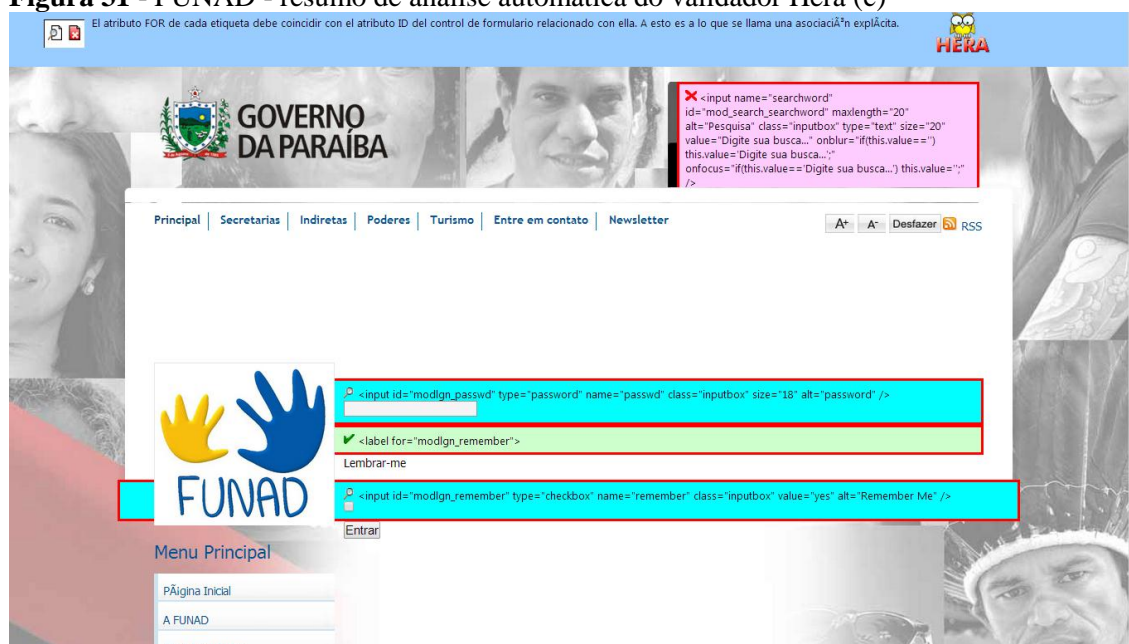 Figura 31 - FUNAD - resumo de análise automática do validador Hera (e)
El atributo FOR de cada etiqueta debe coincidir con el atributo ID del control de formulario relacionado con ella. A esto es a lo que se llama una asociaciÃ³n explÃ­cita.
HERA
GOVERNO
DA PARAÍBA
<input name="searchword"
id="mod_search_searchword" maxlength="20"
alt="Pesquisa" class="inputbox" type="text" size="20"
value="Digite sua busca..." onblur="if(this.value=='')
this.value='Digite sua busca...';"
onfocus="if(this.value=='Digite sua busca...') this.value='';"
/>
Principal | Secretarias | Indiretas | Poderes | Turismo | Entre em contato | Newsletter
A+ A- Desfazer RSS
<input id="modlgn_passwd" type="password" name="passwd" class="inputbox" size="18" alt="password" />
<label for="modlgn_remember">
Lembrar-me
<input id="modlgn_remember" type="checkbox" name="remember" class="inputbox" value="yes" alt="Remember Me" />
FUNAD
Entrar
Menu Principal
PÃigina Inicial
A FUNAD